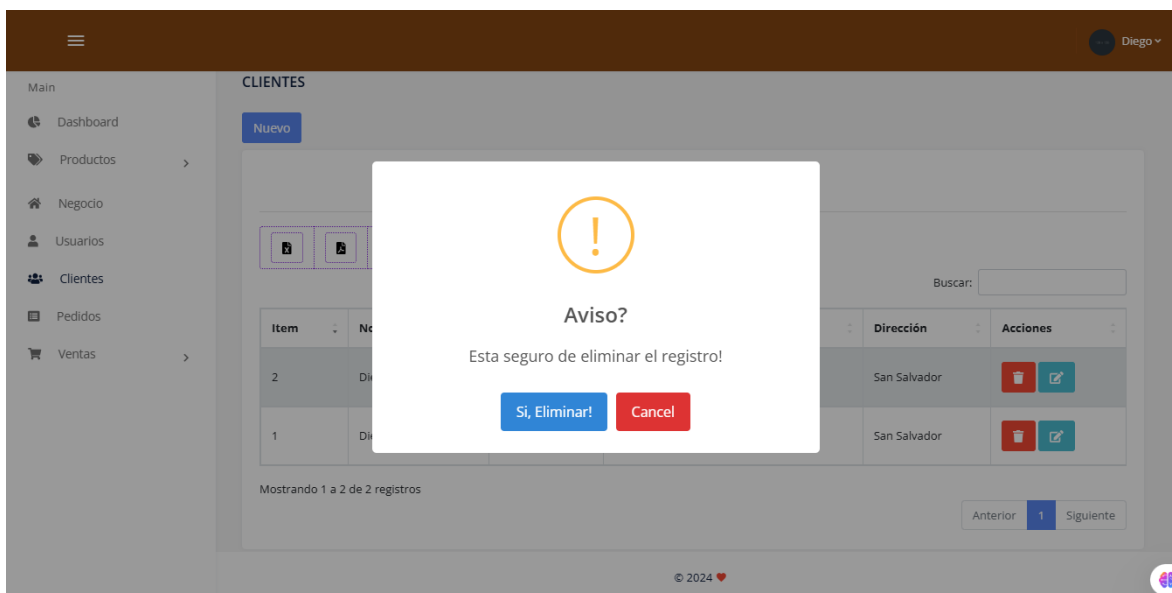 Diego
Main
CLIENTES
Dashboard
Nuevo
Productos
Negocio
Usuarios
Clientes
Buscar:
Pedidos
Aviso?
Item
Dirección
Acciones
Ventas
Esta seguro de eliminar el registro!
2
San Salvador
Si, Eliminar!
Cancel
1
San Salvador
Mostrando 1 a 2 de 2 registros
Anterior 1 Siguiente
© 2024